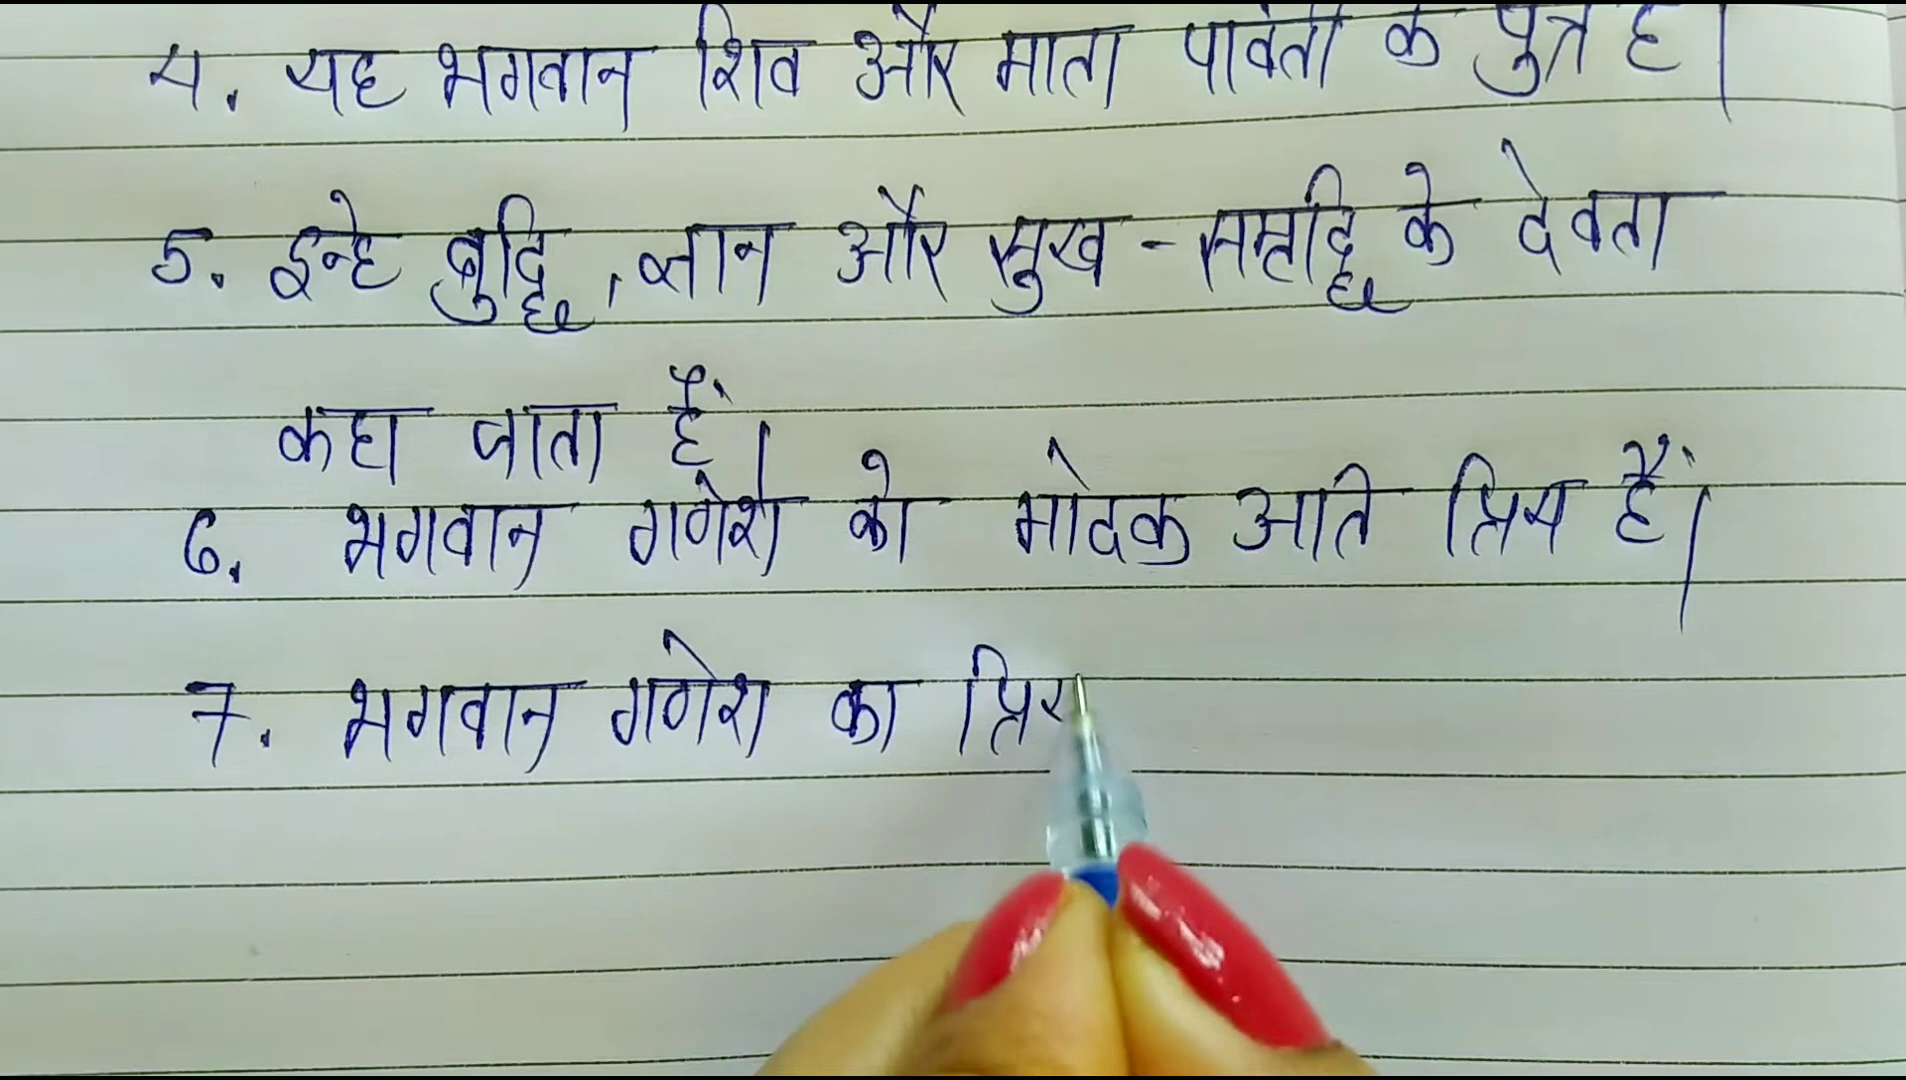 4. यह भगवान शिव और माता पार्वती के पुत्र है।
5. इन्हे बुद्धि, ज्ञान और सुख - समृद्धि के देवता
कहा जाता हैं।
6. भगवान गणेश को मोदक अति प्रिय हैं।
7. भगवान गणेश का प्रिय